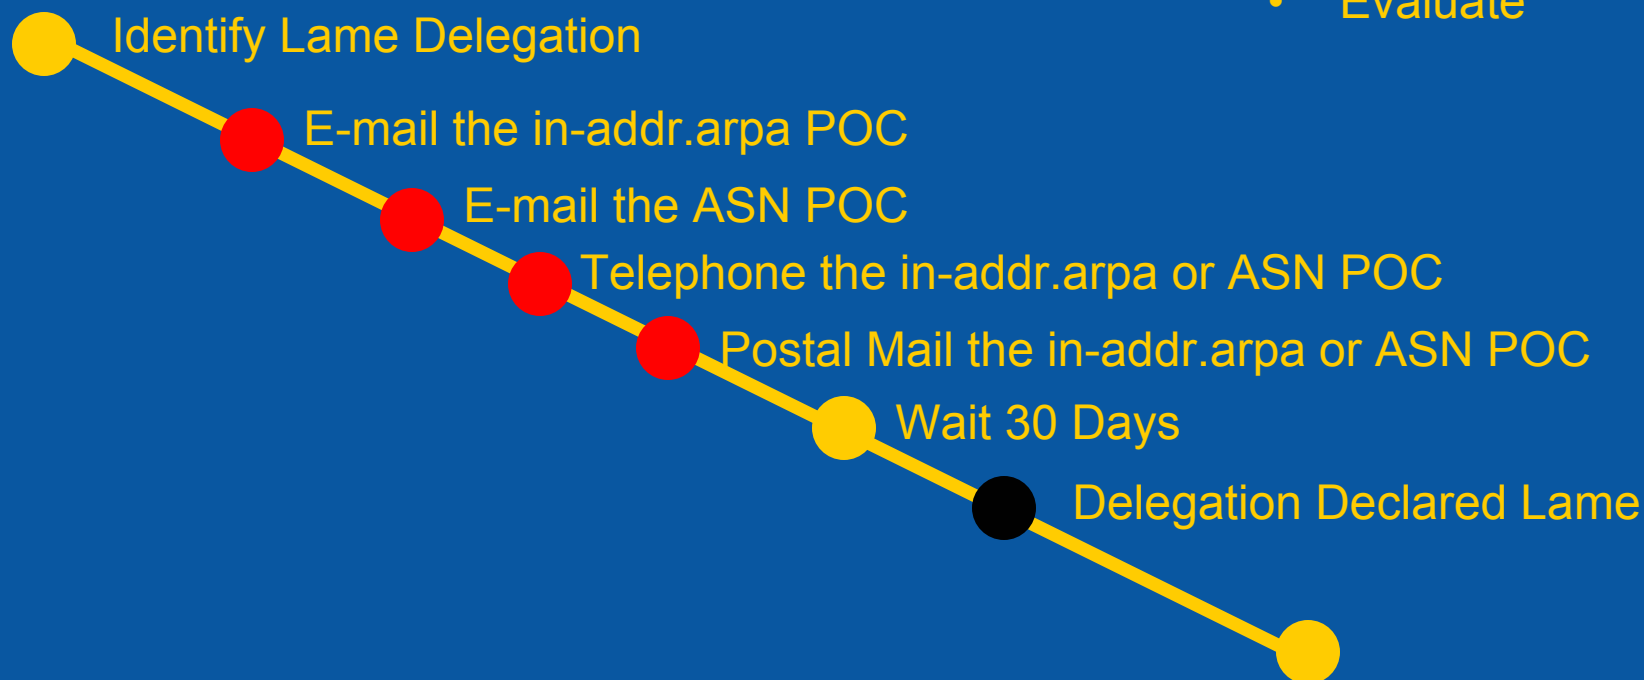 • Evaluate
Identify Lame Delegation
E-mail the in-addr.arpa POC
E-mail the ASN POC
Telephone the in-addr.arpa or ASN POC
Postal Mail the in-addr.arpa or ASN POC
Wait 30 Days
Delegation Declared Lame